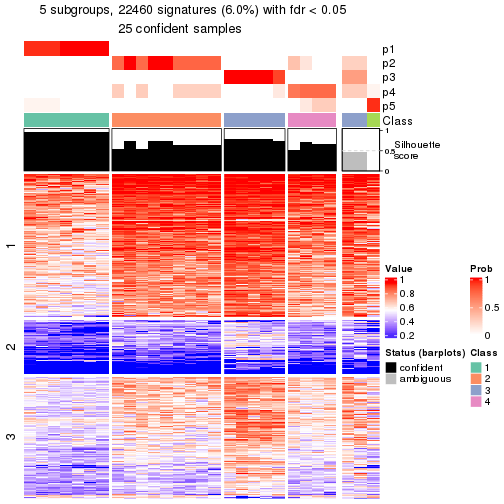 5 subgroups, 22460 signatures (6.0%) with fdr < 0.05
25 confident samples
p1
p2
p3
p4
p5
Class
1
0.5
0
Silhouette
score
1
2
3
Value
1
0.8
0.6
0.4
0.2
Prob
1
0.5
0
Status (barplots)
confident
ambiguous
Class
1
2
3
4